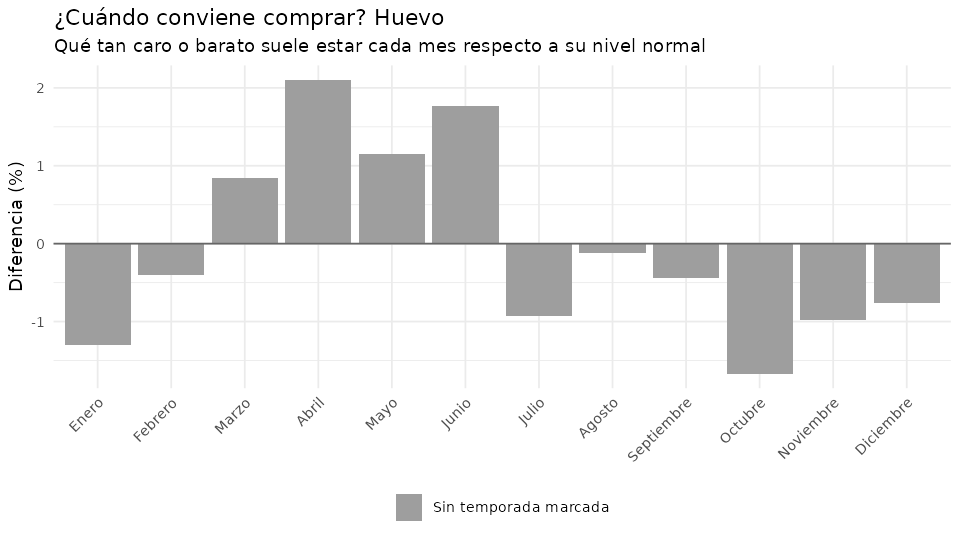 ¿Cuándo conviene comprar? Huevo
Qué tan caro o barato suele estar cada mes respecto a su nivel normal
Diferencia (%)
2
1
0
-1
Enero
Febrero
Marzo
Abril
Mayo
Junio
Julio
Agosto
Septiembre
Octubre
Noviembre
Diciembre
Sin temporada marcada